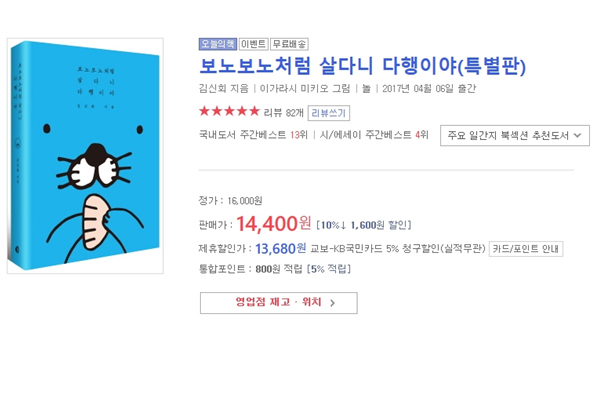 보노보노처럼
살다니
다행이야
오늘의책 이벤트 무료배송
보노보노처럼 살다니 다행이야(특별판)
김신회 지음 | 이가라시 미키오 그림 | 놀 | 2017년 04월 06일 출간
★★★★★ 리뷰 82개 리뷰쓰기
국내도서 주간베스트 13위 | 시/에세이 주간베스트 4위 주요 일간지 북섹션 추천도서
정가 : 16,000원
판매가 : 14,400원 [10%↓ 1,600원 할인]
제휴할인가 : 13,680원 교보-KB국민카드 5% 청구할인(실적무관) 카드/포인트 안내
통합포인트 : 800원 적립 [5% 적립]
영업점 재고 · 위치 >